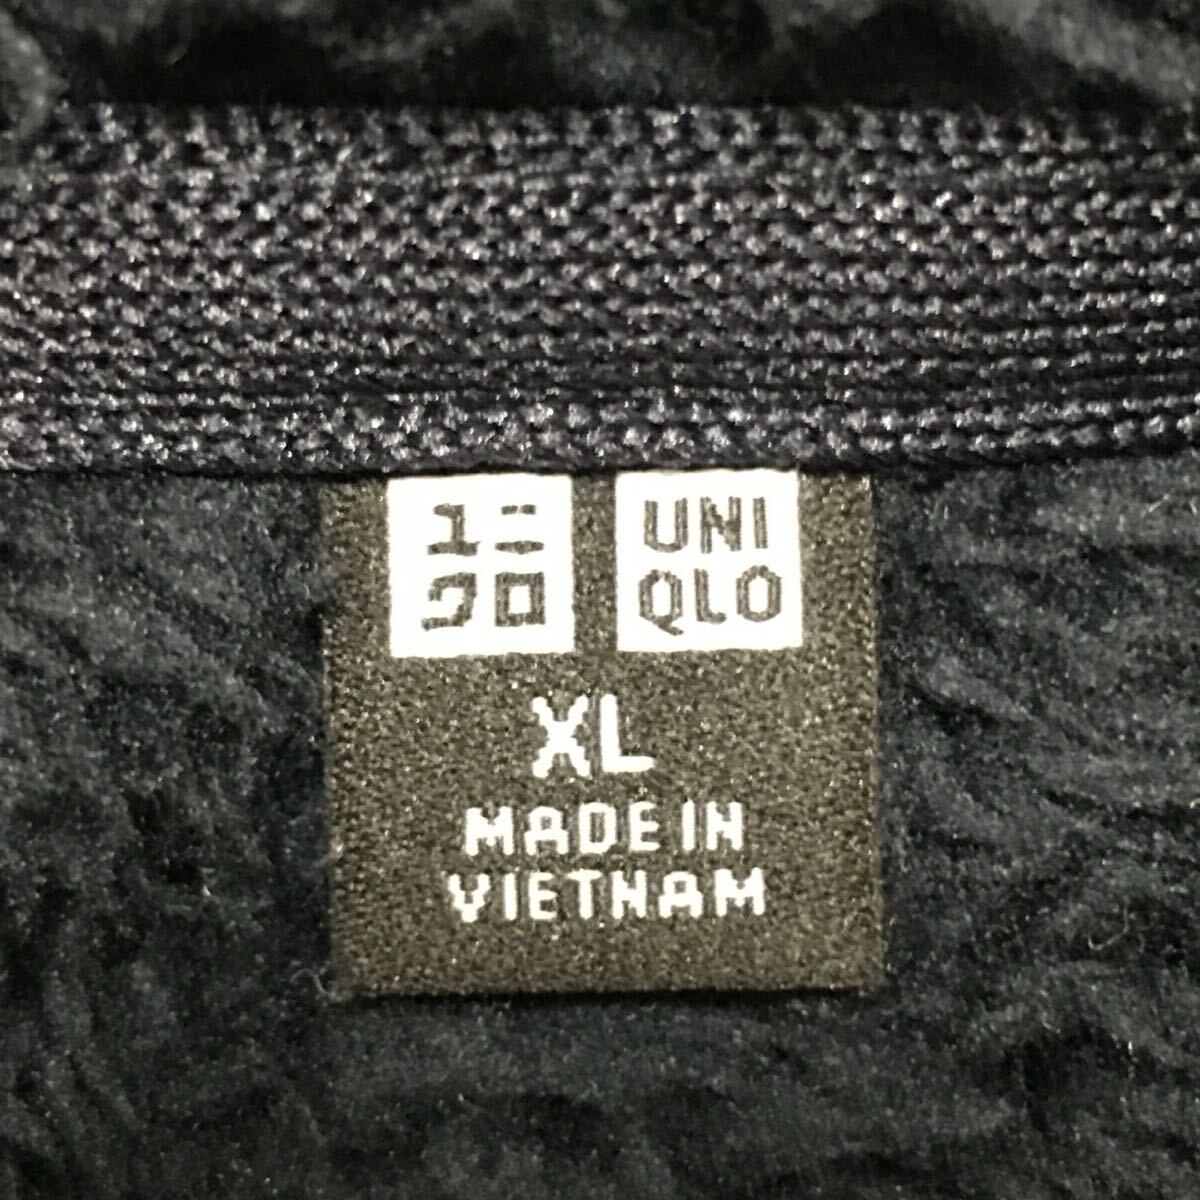 ユニ
クロ
UNI
QLO
XL
MADE IN
VIETNAM